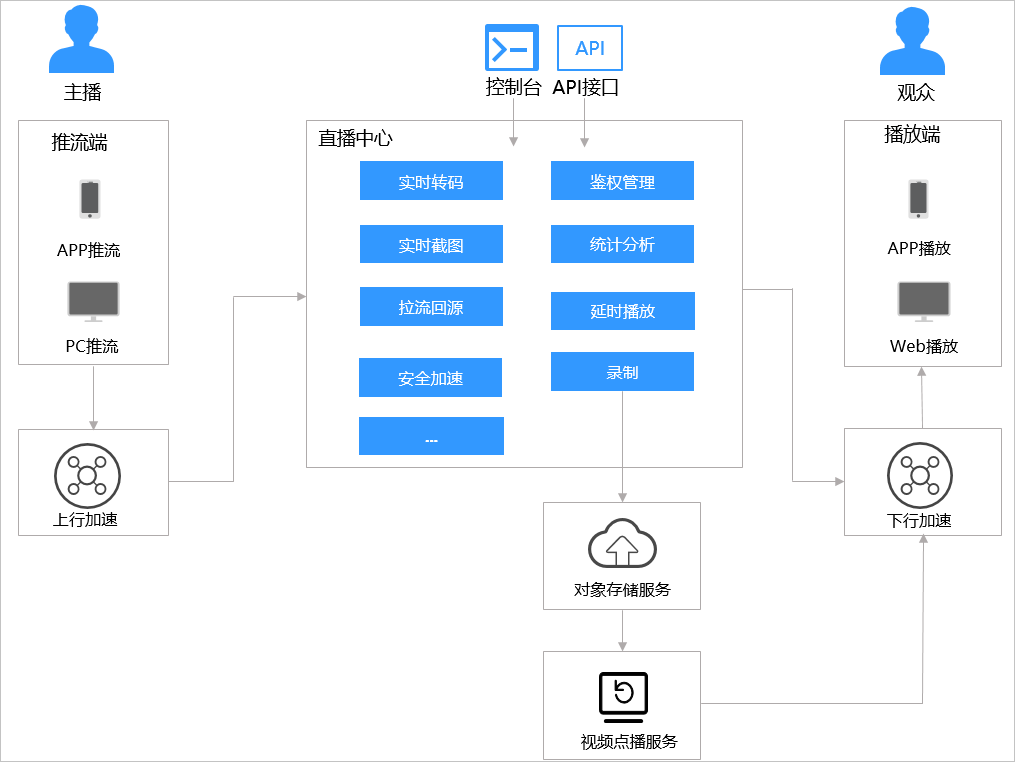 主播
API
控制台
API接口
观众
推流端
APP推流
PC推流
上行加速
直播中心
实时转码
鉴权管理
实时截图
统计分析
拉流回源
延时播放
安全加速
录制
...
对象存储服务
视频点播服务
播放端
APP播放
Web播放
下行加速